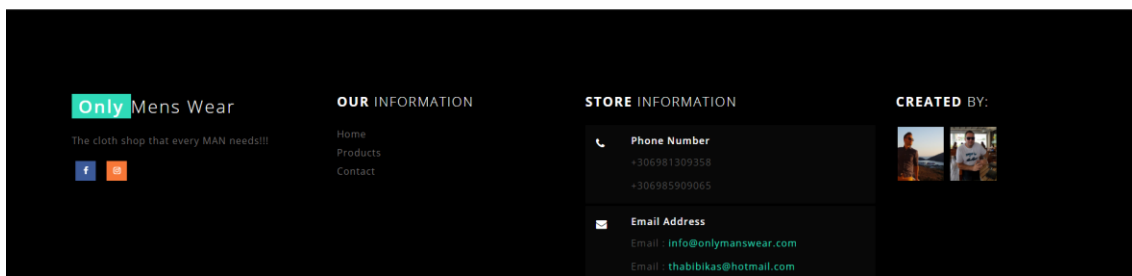 Only Mens Wear
The cloth shop that every MAN needs!!!
OUR INFORMATION
Home
Products
Contact
STORE INFORMATION
Phone Number
+306981309358
+306985909065
Email Address
Email : info@onlymanswear.com
Email : thabibikas@hotmail.com
CREATED BY: